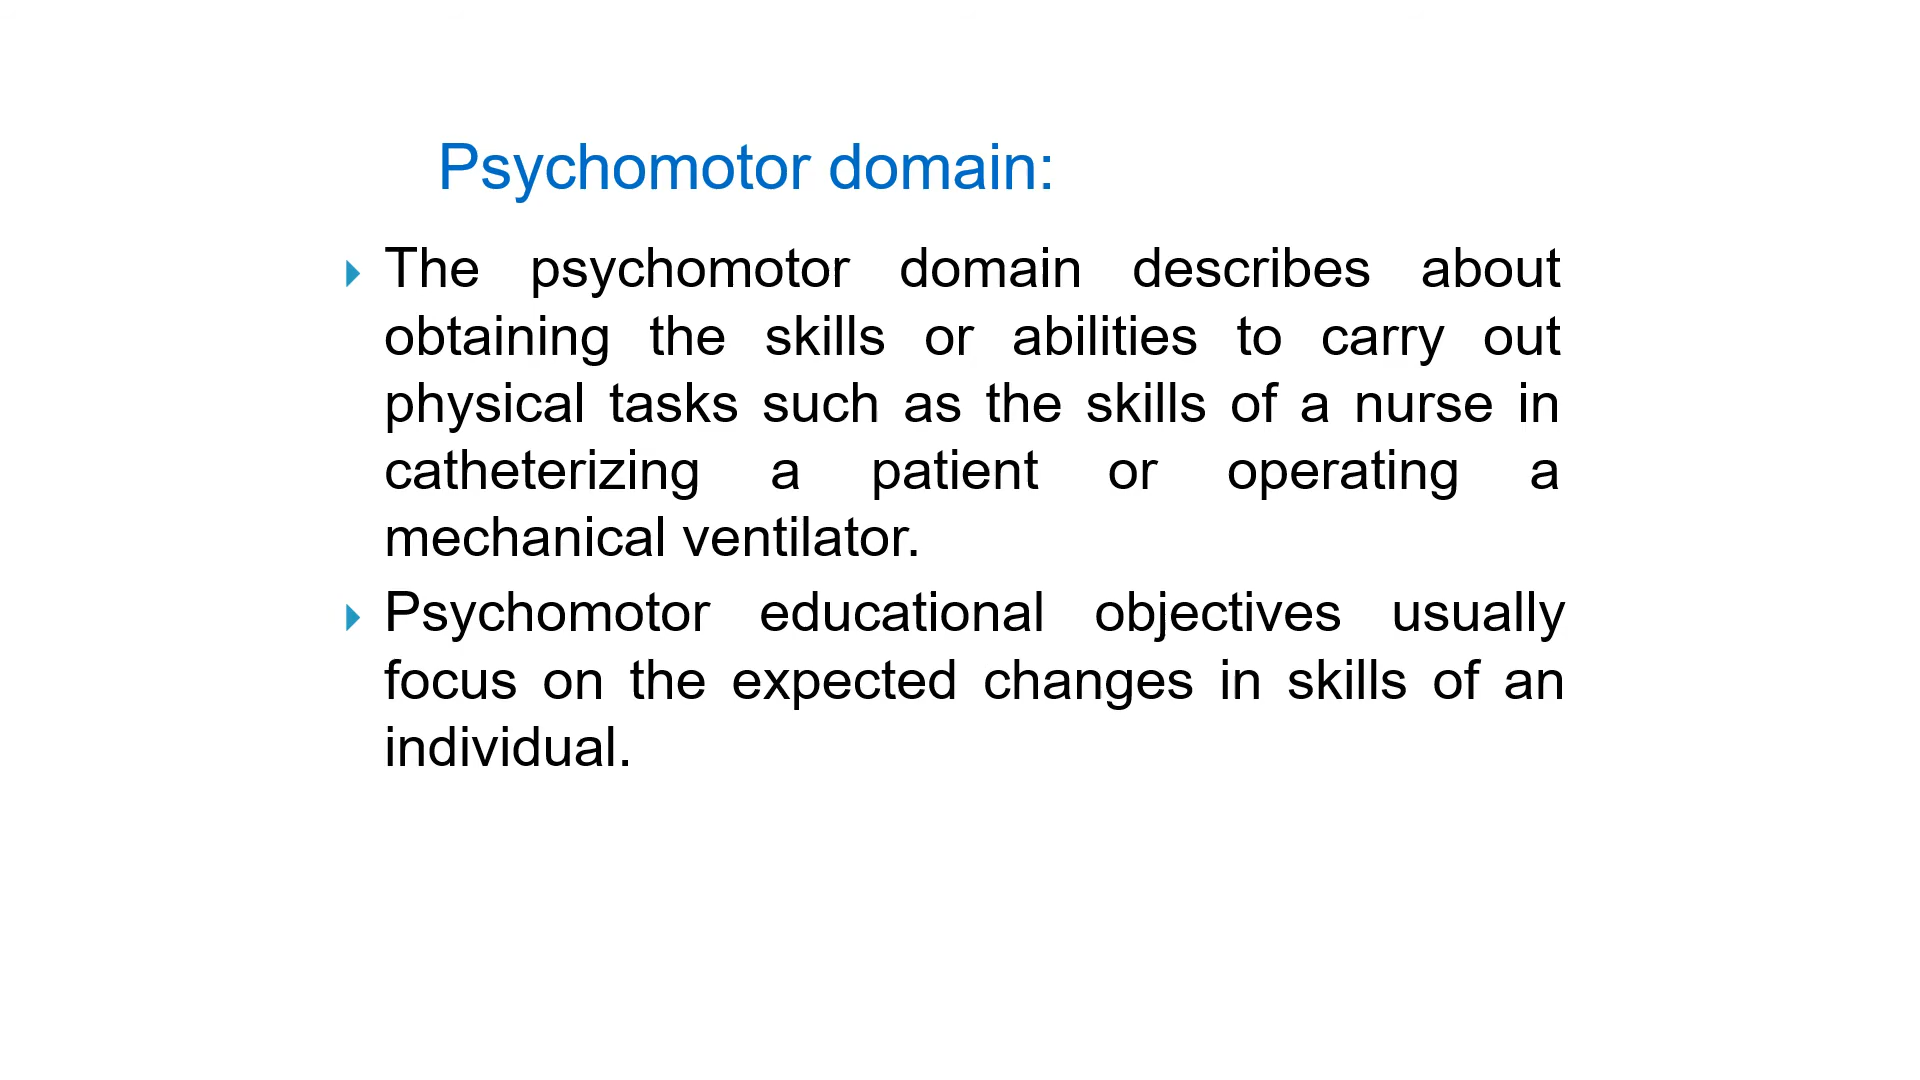 Psychomotor domain:
The psychomotor domain describes about
obtaining the skills or abilities to carry out
physical tasks such as the skills of a nurse in
catheterizing a patient or operating a
mechanical ventilator.
Psychomotor educational objectives usually
focus on the expected changes in skills of an
individual.